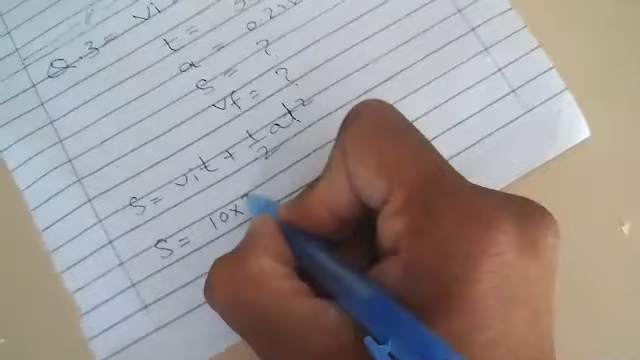 Q.3= vi
t =
a = 0.2
S = ?
vf = ?
S = vit + 1/2 at²
S = 10x